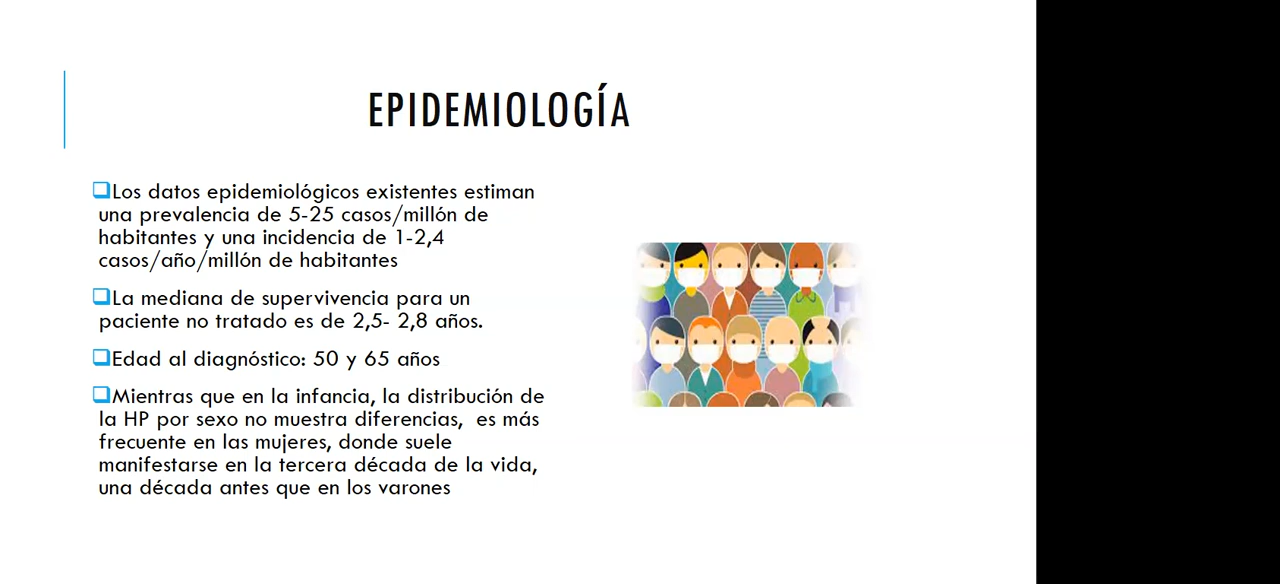 EPIDEMIOLOGÍA
Los datos epidemiológicos existentes estiman
una prevalencia de 5-25 casos/millón de
habitantes y una incidencia de 1-2,4
casos/año/millón de habitantes
La mediana de supervivencia para un
paciente no tratado es de 2,5- 2,8 años.
Edad al diagnóstico: 50 y 65 años
Mientras que en la infancia, la distribución de
la HP por sexo no muestra diferencias,  es más
frecuente en las mujeres, donde suele
manifestarse en la tercera década de la vida,
una década antes que en los varones